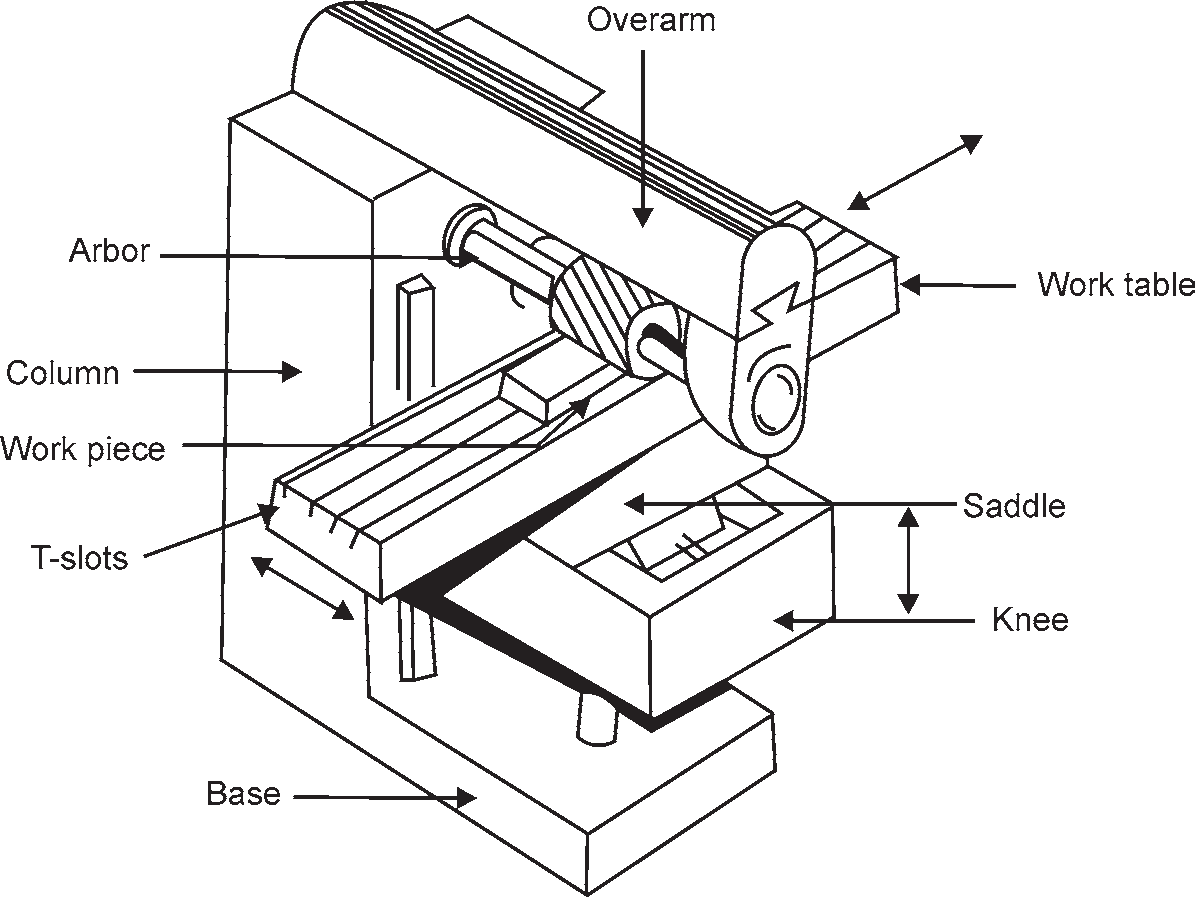 Overarm
Arbor
Work table
Column
Work piece
Saddle
T-slots
Knee
Base